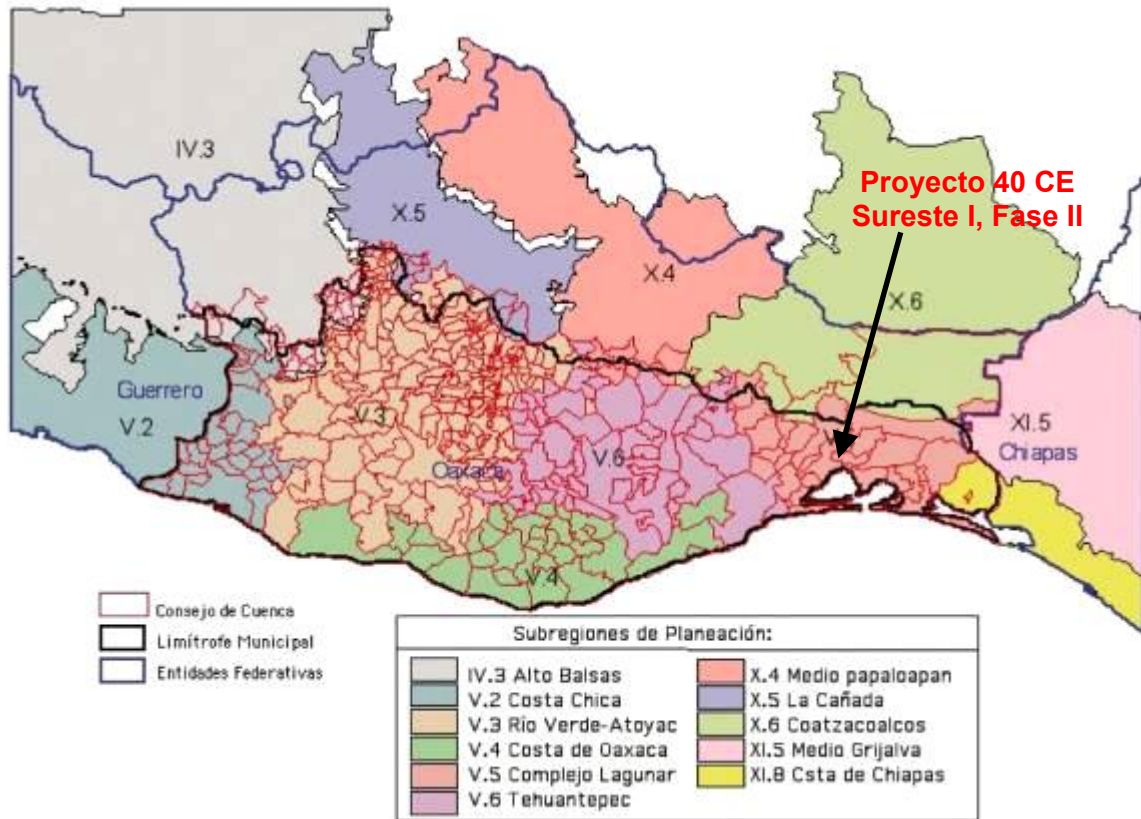 IV.3
X.5
Proyecto 40 CE
Sureste I, Fase II
X.4
X.6
Guerrero
V.2
V.3
Oaxaca
V.6
XI.5
Chiapas
V.4
Consejo de Cuenca
Limítrofe Municipal
Entidades Federativas
Subregiones de Planeación:
IV.3 Alto Balsas
V.2 Costa Chica
V.3 Río Verde-Atoyac
V.4 Costa de Oaxaca
V.5 Complejo Lagunar
V.6 Tehuantepec
X.4 Medio papaloapan
X.5 La Cañada
X.6 Coatzacoalcos
XI.5 Medio Grijalva
XI.8 Csta de Chiapas